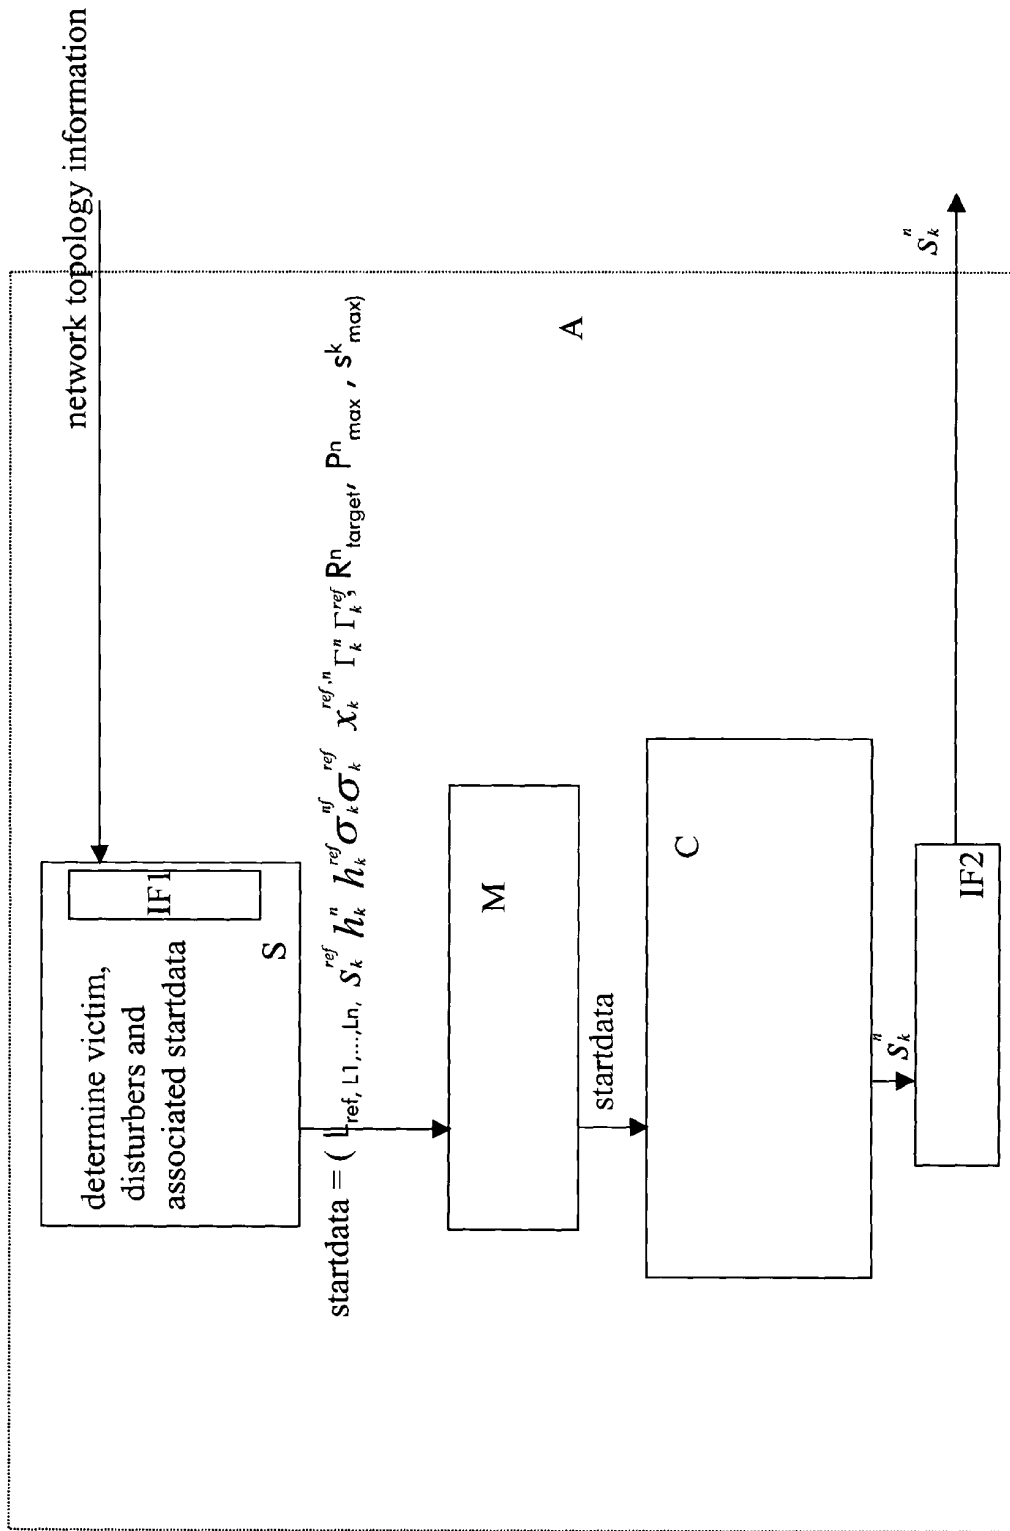 network topology information
IF1
determine victim,
disturbers and
associated startdata
S
startdata = ( L_ref, L1,...,Ln, s_k^ref h_k^n h_k^ref σ_k^nf σ_k^ref x_k^ref,n Γ_k^n Γ_k^ref, R^n_target, P^n_max, s^k_max)
M
startdata
C
s_k^n
IF2
s_k^n
A